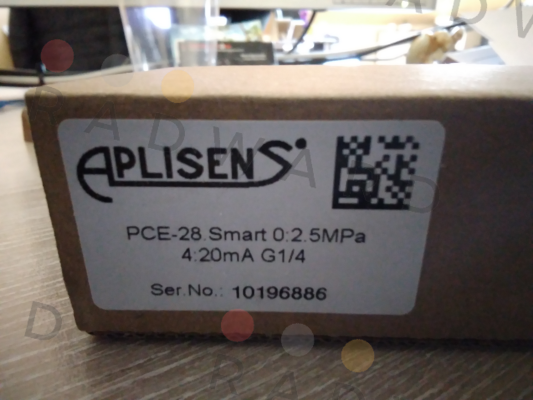 APLISENS
PCE-28.Smart 0:2.5MPa
4:20mA G1/4
Ser.No.: 10196886